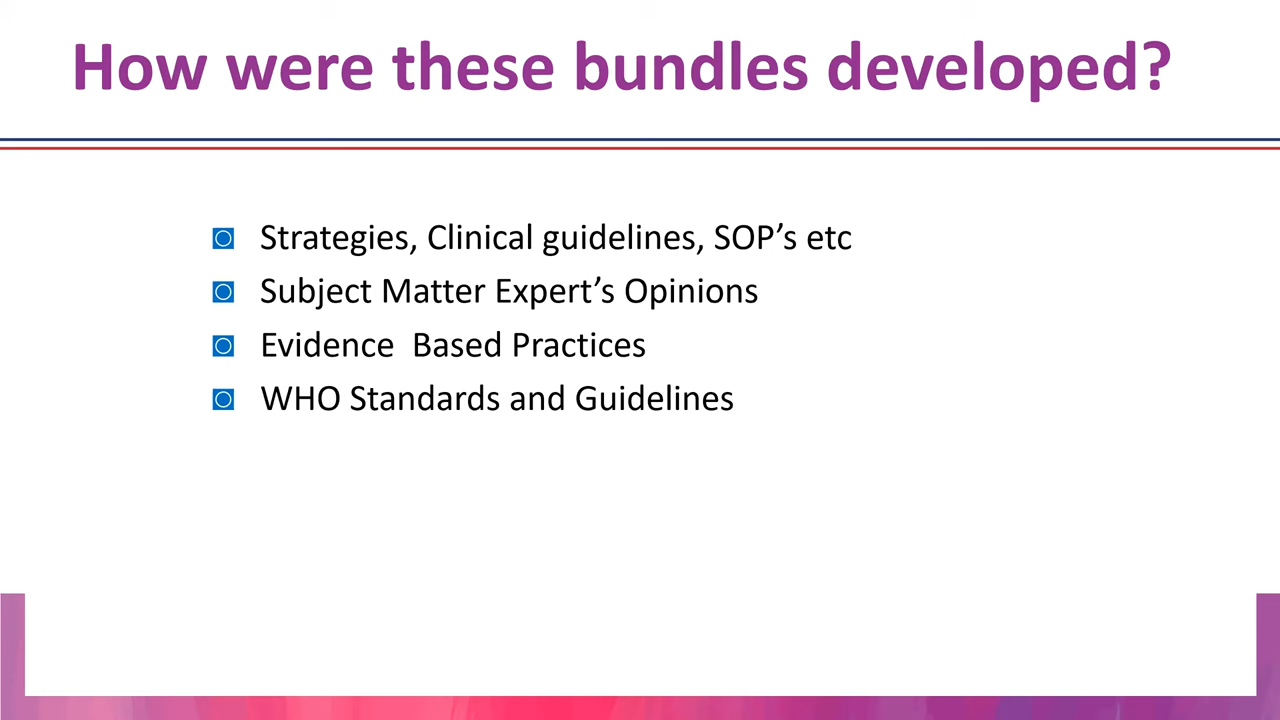 How were these bundles developed?
Strategies, Clinical guidelines, SOP’s etc
Subject Matter Expert’s Opinions
Evidence  Based Practices
WHO Standards and Guidelines